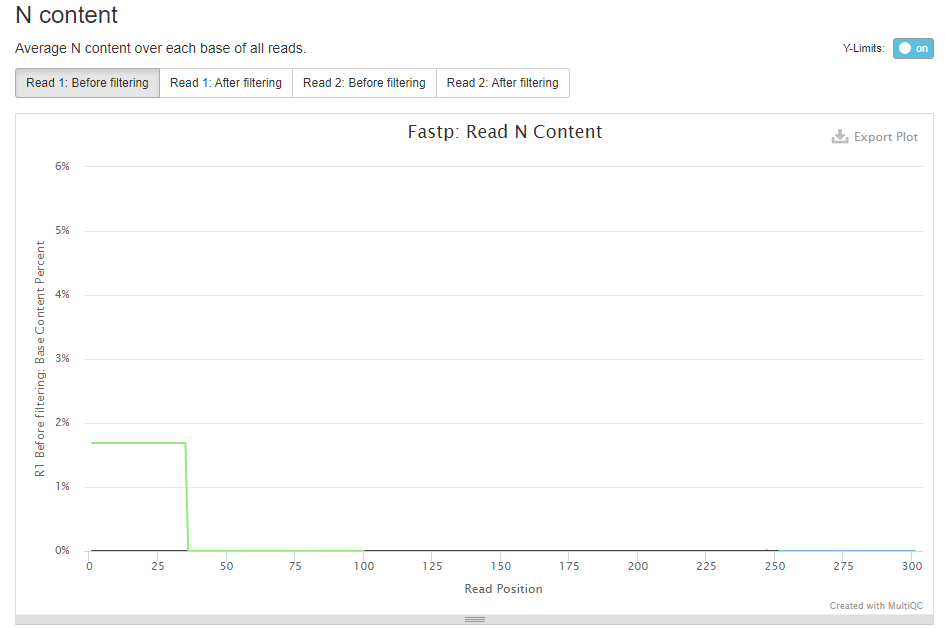 N content
Average N content over each base of all reads.
Y-Limits: on
Read 1: Before filtering Read 1: After filtering Read 2: Before filtering Read 2: After filtering
Fastp: Read N Content
Export Plot
R1 Before filtering: Base Content Percent
6%
5%
4%
3%
2%
1%
0%
0 25 50 75 100 125 150 175 200 225 250 275 300
Read Position
Created with MultiQC